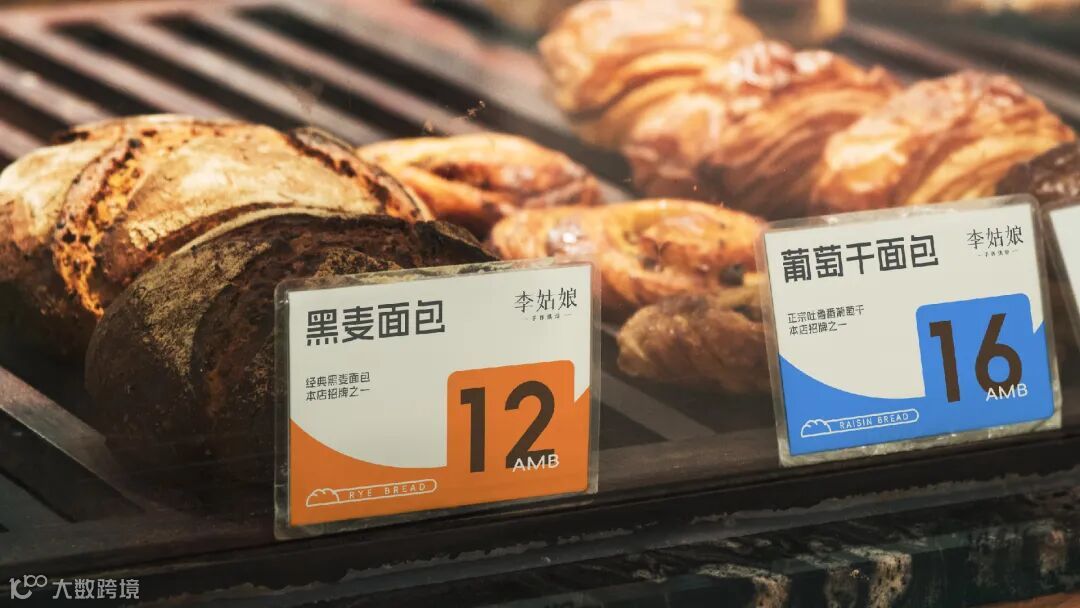 黑麦面包
李姑娘
经典黑麦面包
本店招牌之一
12
AMB
RYE BREAD
葡萄干面包
李姑娘
正宗吐鲁番葡萄干
本店招牌之一
16
AMB
RAISIN BREAD
大数跨境